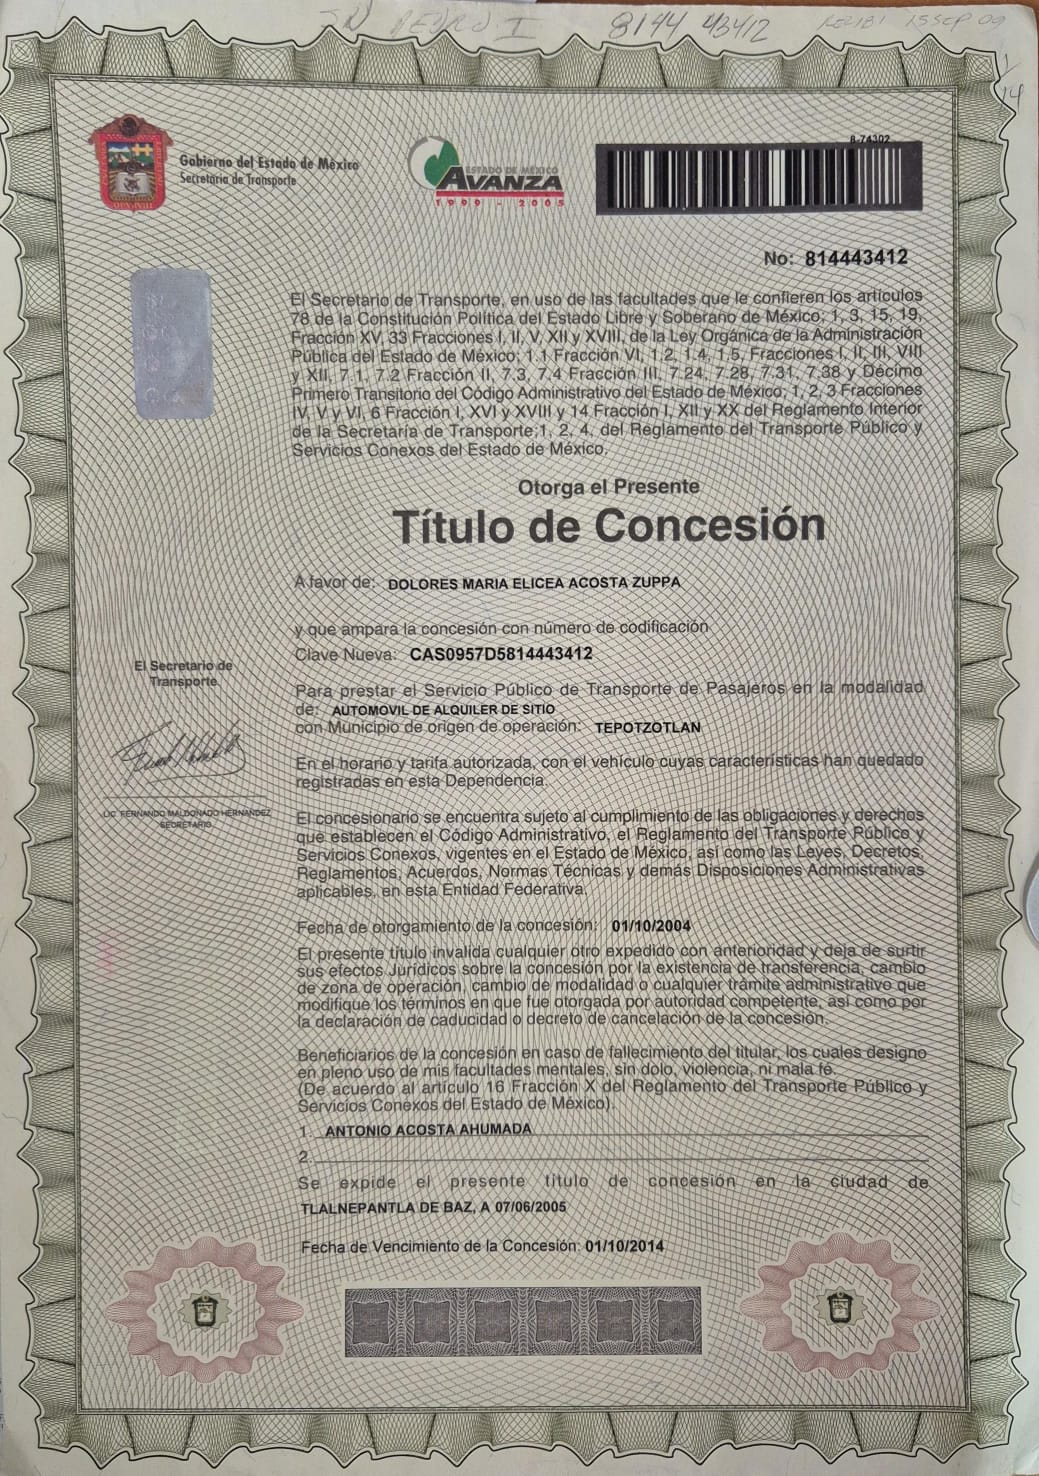 SN PEDRO I 8144 43412 RECIBI 15 SEP 09
1/14
Gobierno del Estado de México
Secretaría de Transporte
ESTADO DE MEXICO
AVANZA
1999 - 2005
8-74302
No: 814443412
El Secretario de Transporte, en uso de las facultades que le confieren los artículos
78 de la Constitución Política del Estado Libre y Soberano de México; 1, 3, 15, 19,
Fracción XV, 33 Fracciones I, II, V, XII y XVIII, de la Ley Orgánica de la Administración
Pública del Estado de México; 1.1 Fracción VI, 1.2, 1.4, 1.5, Fracciones I, II, III, VIII
y XII, 7.1, 7.2 Fracción II, 7.3, 7.4 Fracción III, 7.24, 7.28, 7.31, 7.38 y Décimo
Primero Transitorio del Código Administrativo del Estado de México; 1, 2, 3 Fracciones
IV, V y VI, 6 Fracción I, XVI y XVIII y 14 Fracción I, XII y XX del Reglamento Interior
de la Secretaría de Transporte;1, 2, 4, del Reglamento del Transporte Público y
Servicios Conexos del Estado de México.
Otorga el Presente
Título de Concesión
A favor de: DOLORES MARIA ELICEA ACOSTA ZUPPA
y que ampara la concesión con número de codificación
Clave Nueva: CAS0957D5814443412
El Secretario de
Transporte
LIC. FERNANDO MALDONADO HERNANDEZ
SECRETARIO
Para prestar el Servicio Público de Transporte de Pasajeros en la modalidad
de: AUTOMOVIL DE ALQUILER DE SITIO
con Municipio de origen de operación: TEPOTZOTLAN
En el horario y tarifa autorizada, con el vehículo cuyas características han quedado
registradas en esta Dependencia.
El concesionario se encuentra sujeto al cumplimiento de las obligaciones y derechos
que establecen el Código Administrativo, el Reglamento del Transporte Público y
Servicios Conexos, vigentes en el Estado de México, así como las Leyes, Decretos,
Reglamentos, Acuerdos, Normas Técnicas y demás Disposiciones Administrativas
aplicables, en esta Entidad Federativa.
Fecha de otorgamiento de la concesión: 01/10/2004
El presente título invalida cualquier otro expedido con anterioridad y deja de surtir
sus efectos Jurídicos sobre la concesión por la existencia de transferencia, cambio
de zona de operación, cambio de modalidad o cualquier trámite administrativo que
modifique los términos en que fue otorgada por autoridad competente, así como por
la declaración de caducidad o decreto de cancelación de la concesión.
Beneficiarios de la concesión en caso de fallecimiento del titular, los cuales designo
en pleno uso de mis facultades mentales, sin dolo, violencia, ni mala fé.
(De acuerdo al artículo 16 Fracción X del Reglamento del Transporte Público y
Servicios Conexos del Estado de México).
1. ANTONIO ACOSTA AHUMADA
2.
Se expide el presente título de concesión en la ciudad de
TLALNEPANTLA DE BAZ, A 07/06/2005
Fecha de Vencimiento de la Concesión: 01/10/2014